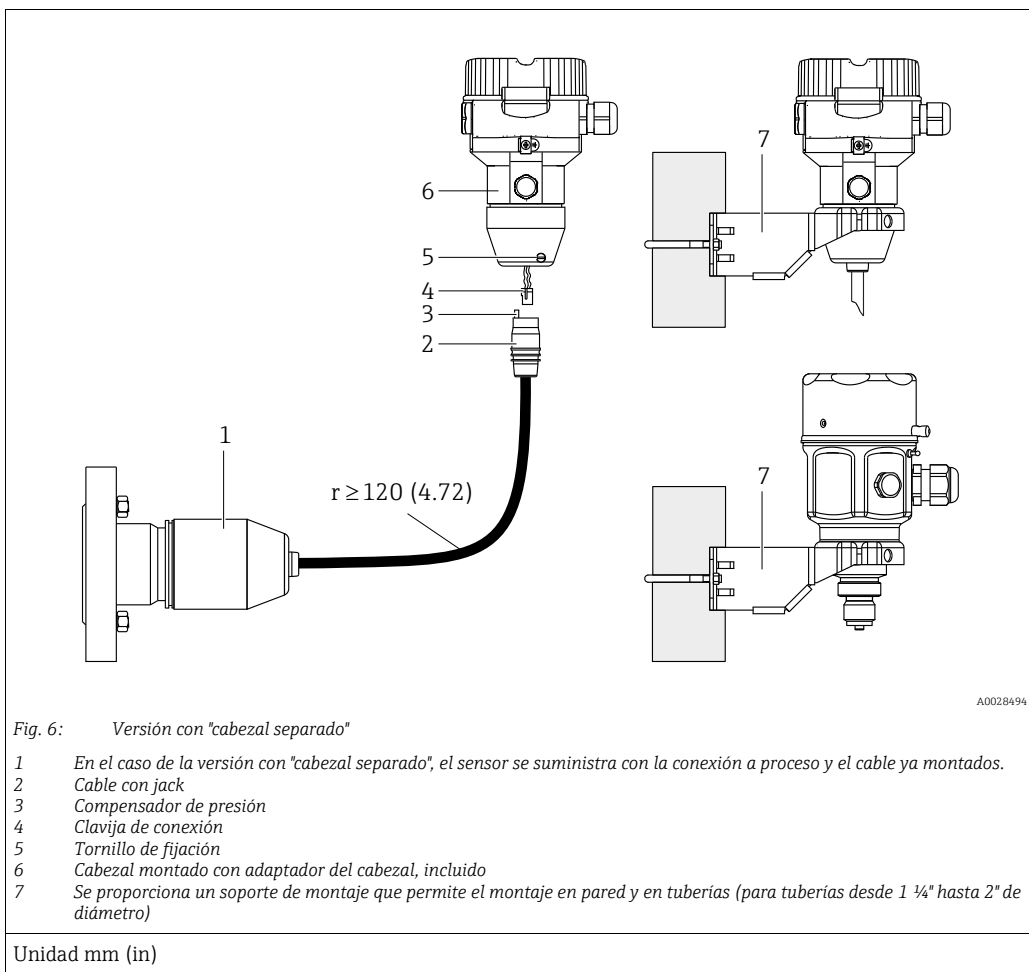 7
6
5
4
3
2
1
7
r ≥ 120 (4.72)
A0028494
Fig. 6: Versión con "cabezal separado"
1 En el caso de la versión con "cabezal separado", el sensor se suministra con la conexión a proceso y el cable ya montados.
2 Cable con jack
3 Compensador de presión
4 Clavija de conexión
5 Tornillo de fijación
6 Cabezal montado con adaptador del cabezal, incluido
7 Se proporciona un soporte de montaje que permite el montaje en pared y en tuberías (para tuberías desde 1 ¼" hasta 2" de
diámetro)
Unidad mm (in)